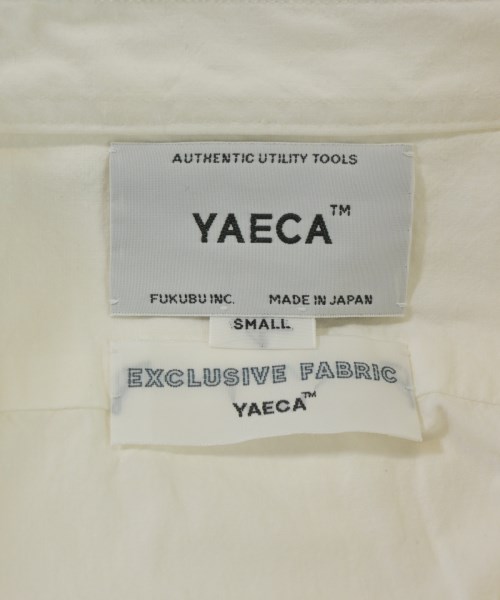 AUTHENTIC UTILITY TOOLS
YAECA™
FUKUBU INC. MADE IN JAPAN
SMALL
EXCLUSIVE FABRIC
YAECA™